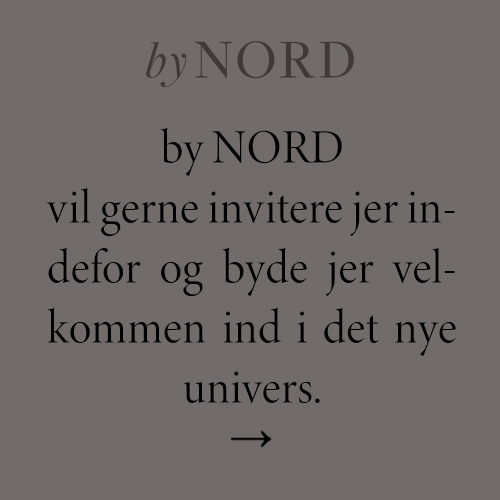 by NORD
by NORD
vil gerne invitere jer in-
defor og byde jer vel-
kommen ind i det nye
univers.
→